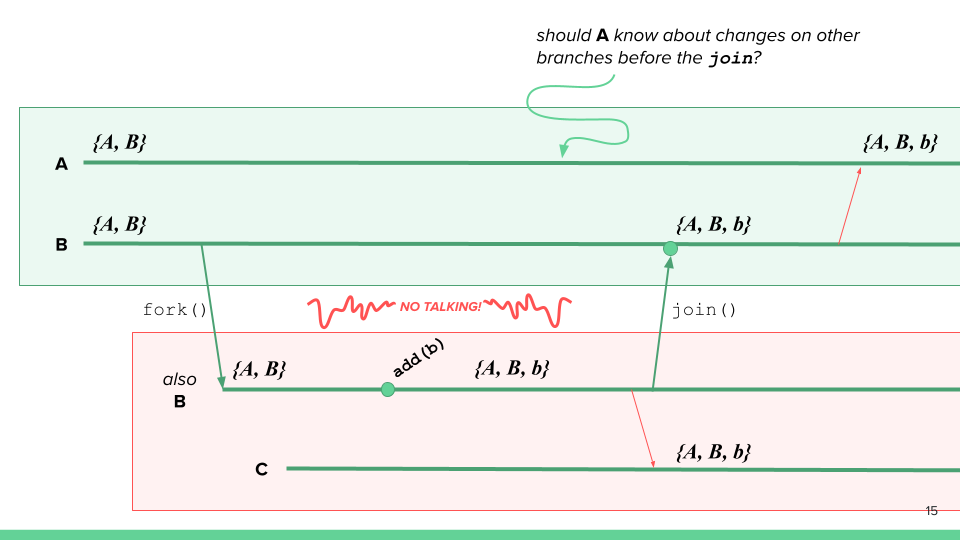 should A know about changes on other
branches before the join?
{A, B}
{A, B, b}
A
{A, B}
{A, B, b}
B
fork()
NO TALKING!
join()
add(b)
also
B
{A, B}
{A, B, b}
{A, B, b}
C
15